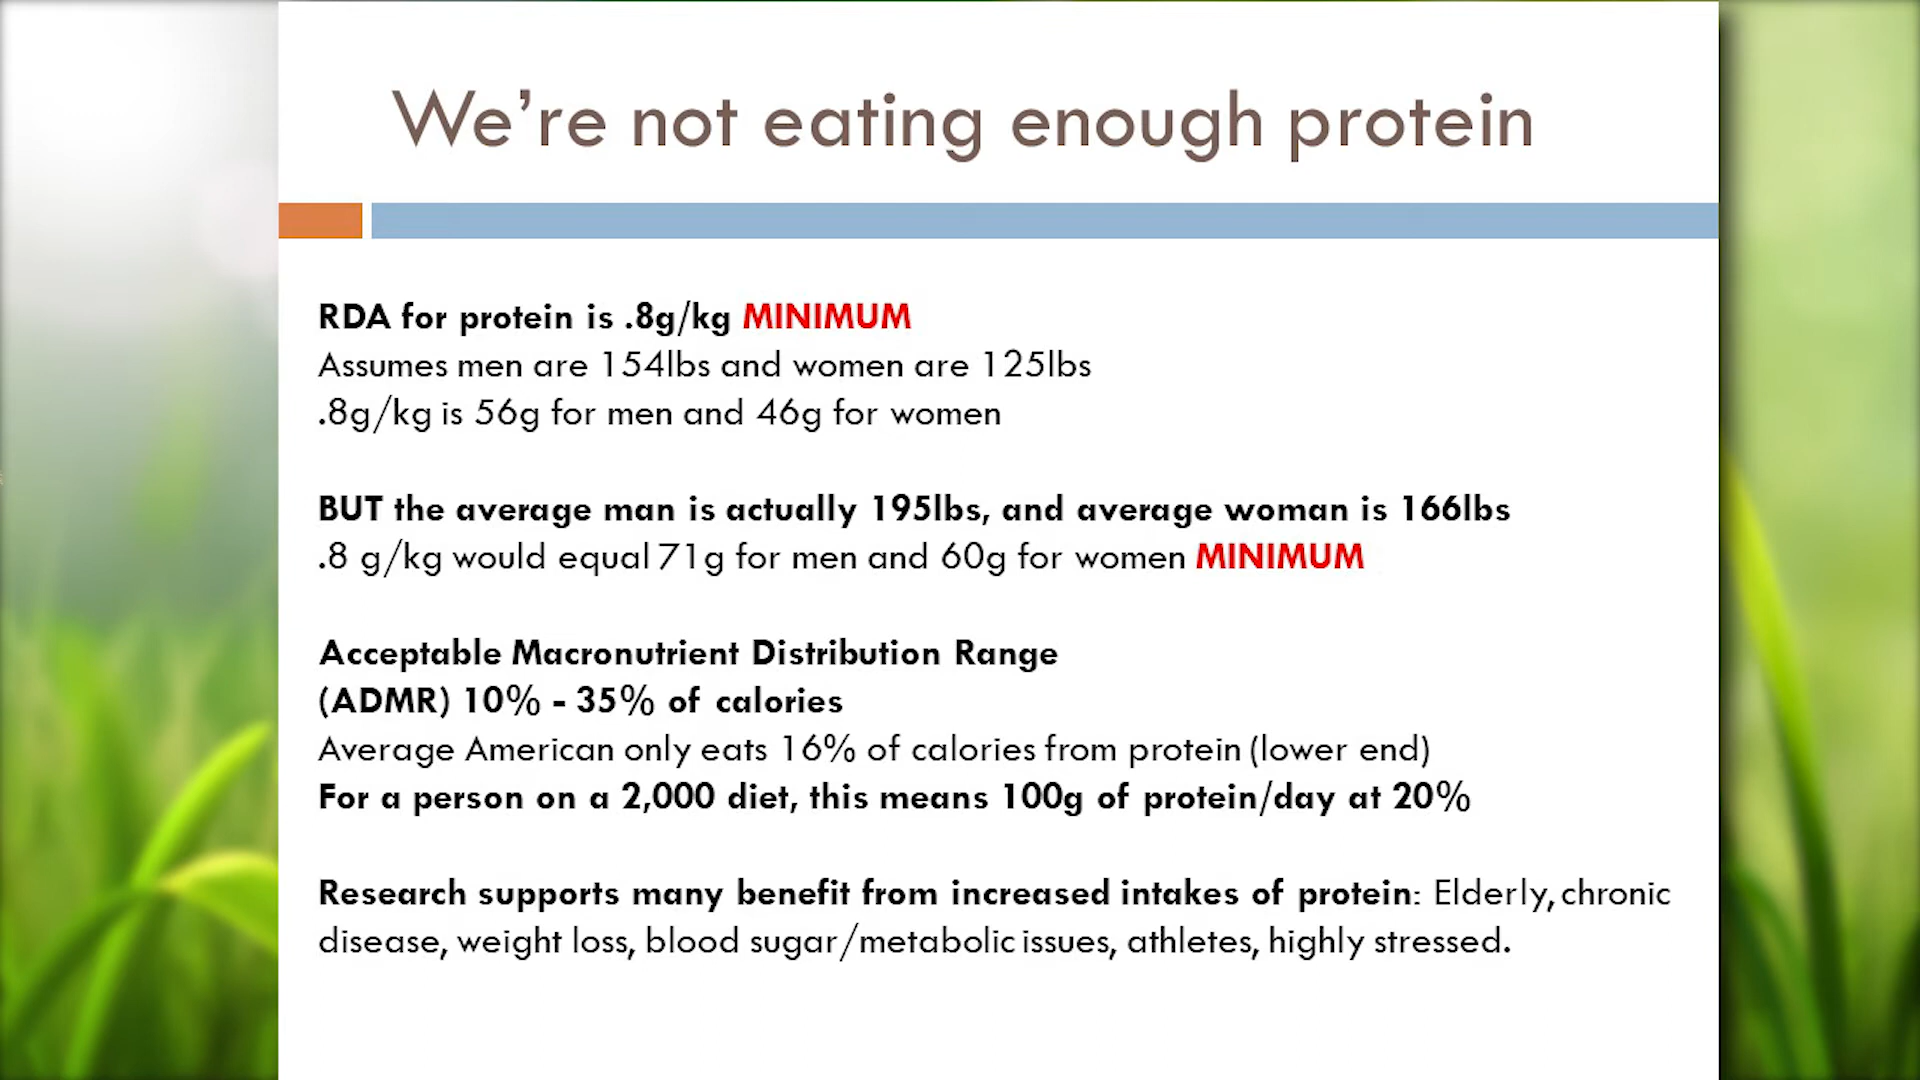 We're not eating enough protein
RDA for protein is .8g/kg MINIMUM
Assumes men are 154lbs and women are 125lbs
.8g/kg is 56g for men and 46g for women
BUT the average man is actually 195lbs, and average woman is 166lbs
.8 g/kg would equal 71g for men and 60g for women MINIMUM
Acceptable Macronutrient Distribution Range
(ADMR) 10% - 35% of calories
Average American only eats 16% of calories from protein (lower end)
For a person on a 2,000 diet, this means 100g of protein/day at 20%
Research supports many benefit from increased intakes of protein: Elderly, chronic
disease, weight loss, blood sugar/metabolic issues, athletes, highly stressed.